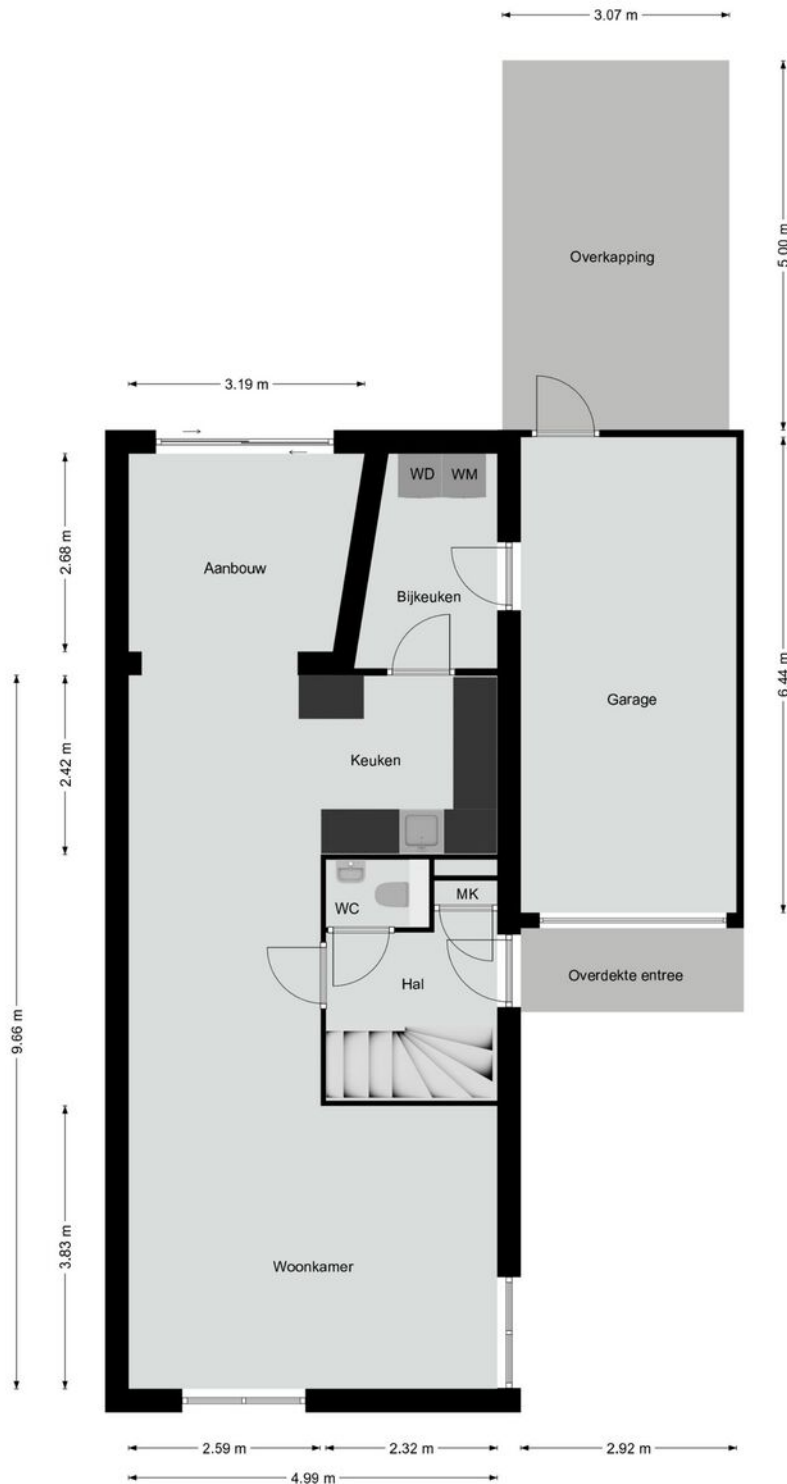 3.07 m
5.00 m
Overkapping
3.19 m
WD
WM
2.68 m
Aanbouw
Bijkeuken
6.44 m
Garage
2.42 m
Keuken
MK
WC
Overdekte entree
Hal
9.66 m
3.83 m
Woonkamer
2.59 m
2.32 m
2.92 m
4.99 m